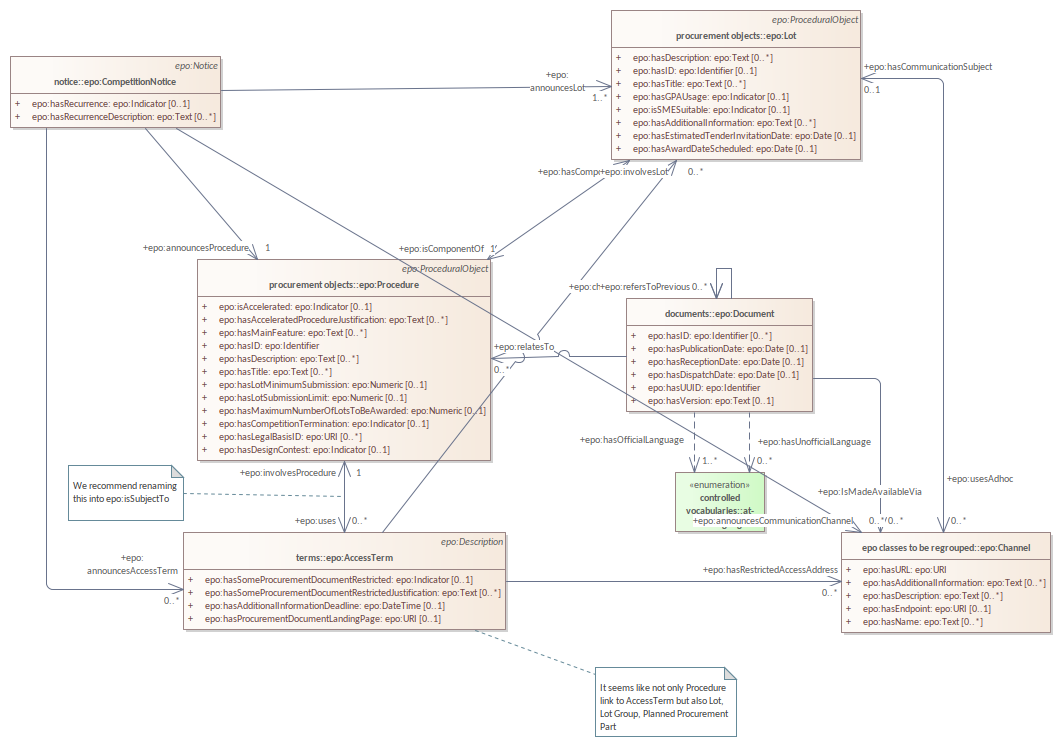 epo:ProceduralObject
procurement objects::epo:Lot
+ epo:hasDescription: epo:Text [0..*]
+ epo:hasID: epo:Identifier [0..1]
+ epo:hasTitle: epo:Text [0..*]
+ epo:hasGPAUsage: epo:Indicator [0..1]
+ epo:isSMESuitable: epo:Indicator [0..1]
+ epo:hasAdditionalInformation: epo:Text [0..*]
+ epo:hasEstimatedTenderInvitationDate: epo:Date [0..1]
+ epo:hasAwardDateScheduled: epo:Date [0..1]
epo:Notice
notice::epo:CompetitionNotice
+ epo:hasRecurrence: epo:Indicator [0..1]
+ epo:hasRecurrenceDescription: epo:Text [0..*]
+epo:
announcesLot
1..*
+epo:hasCommunicationSubject
0..1
+epo:involvesLot
0..*
+epo:announcesProcedure 1
+epo:isComponentOf 1
epo:ProceduralObject
procurement objects::epo:Procedure
+ epo:isAccelerated: epo:Indicator [0..1]
+ epo:hasAcceleratedProcedureJustification: epo:Text [0..*]
+ epo:hasMainFeature: epo:Text [0..*]
+ epo:hasID: epo:Identifier
+ epo:hasDescription: epo:Text [0..*]
+ epo:hasTitle: epo:Text [0..*]
+ epo:hasLotMinimumSubmission: epo:Numeric [0..1]
+ epo:hasLotSubmissionLimit: epo:Numeric [0..1]
+ epo:hasMaximumNumberOfLotsToBeAwarded: epo:Numeric [0..1]
+ epo:hasCompetitionTermination: epo:Indicator [0..1]
+ epo:hasLegalBasisID: epo:URI [0..*]
+ epo:hasDesignContest: epo:Indicator [0..1]
+epo:refersToPrevious 0..*
documents::epo:Document
+ epo:hasID: epo:Identifier [0..*]
+ epo:hasPublicationDate: epo:Date [0..1]
+ epo:hasReceptionDate: epo:Date [0..1]
+ epo:hasDispatchDate: epo:Date [0..1]
+ epo:hasUUID: epo:Identifier
+ epo:hasVersion: epo:Text [0..1]
+epo:relatesTo
0..*
+epo:hasOfficialLanguage
1..*
+epo:hasUnofficialLanguage
0..*
«enumeration»
controlled
vocabularies::at-
+epo:involvesProcedure 1
We recommend renaming
this into epo:isSubjectTo
+epo:uses 0..*
+epo:IsMadeAvailableVia
+epo:usesAdhoc
+epo:announcesCommunicationChannel
0..*
0..*
0..*
+epo:
announcesAccessTerm
0..*
epo:Description
terms::epo:AccessTerm
+ epo:hasSomeProcurementDocumentRestricted: epo:Indicator [0..1]
+ epo:hasSomeProcurementDocumentRestrictedJustification: epo:Text [0..*]
+ epo:hasAdditionalInformationDeadline: epo:DateTime [0..1]
+ epo:hasProcurementDocumentLandingPage: epo:URI [0..1]
+epo:hasRestrictedAccessAddress
0..*
epo classes to be regrouped::epo:Channel
+ epo:hasURL: epo:URI
+ epo:hasAdditionalInformation: epo:Text [0..*]
+ epo:hasDescription: epo:Text [0..*]
+ epo:hasEndpoint: epo:URI [0..1]
+ epo:hasName: epo:Text [0..*]
It seems like not only Procedure
link to AccessTerm but also Lot,
Lot Group, Planned Procurement
Part